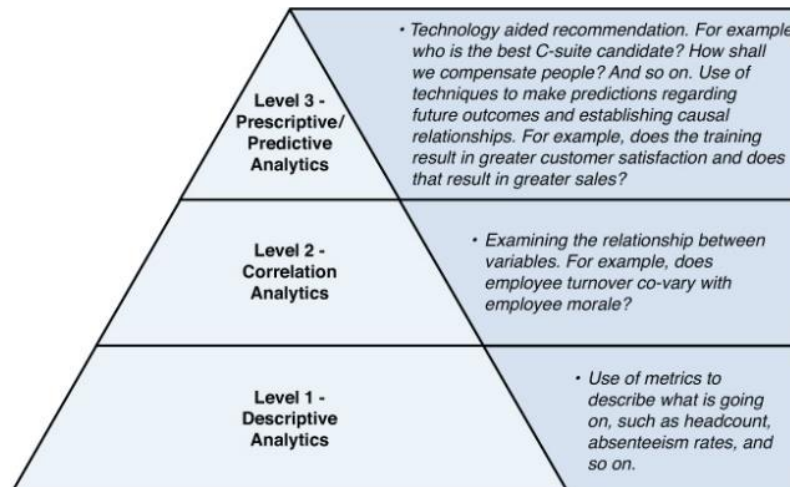 Level 3 -
Prescriptive/
Predictive
Analytics
• Technology aided recommendation. For example
who is the best C-suite candidate? How shall
we compensate people? And so on. Use of
techniques to make predictions regarding
future outcomes and establishing causal
relationships. For example, does the training
result in greater customer satisfaction and does
that result in greater sales?
Level 2 -
Correlation
Analytics
• Examining the relationship between
variables. For example, does
employee turnover co-vary with
employee morale?
Level 1 -
Descriptive
Analytics
• Use of metrics to
describe what is going
on, such as headcount,
absenteeism rates, and
so on.